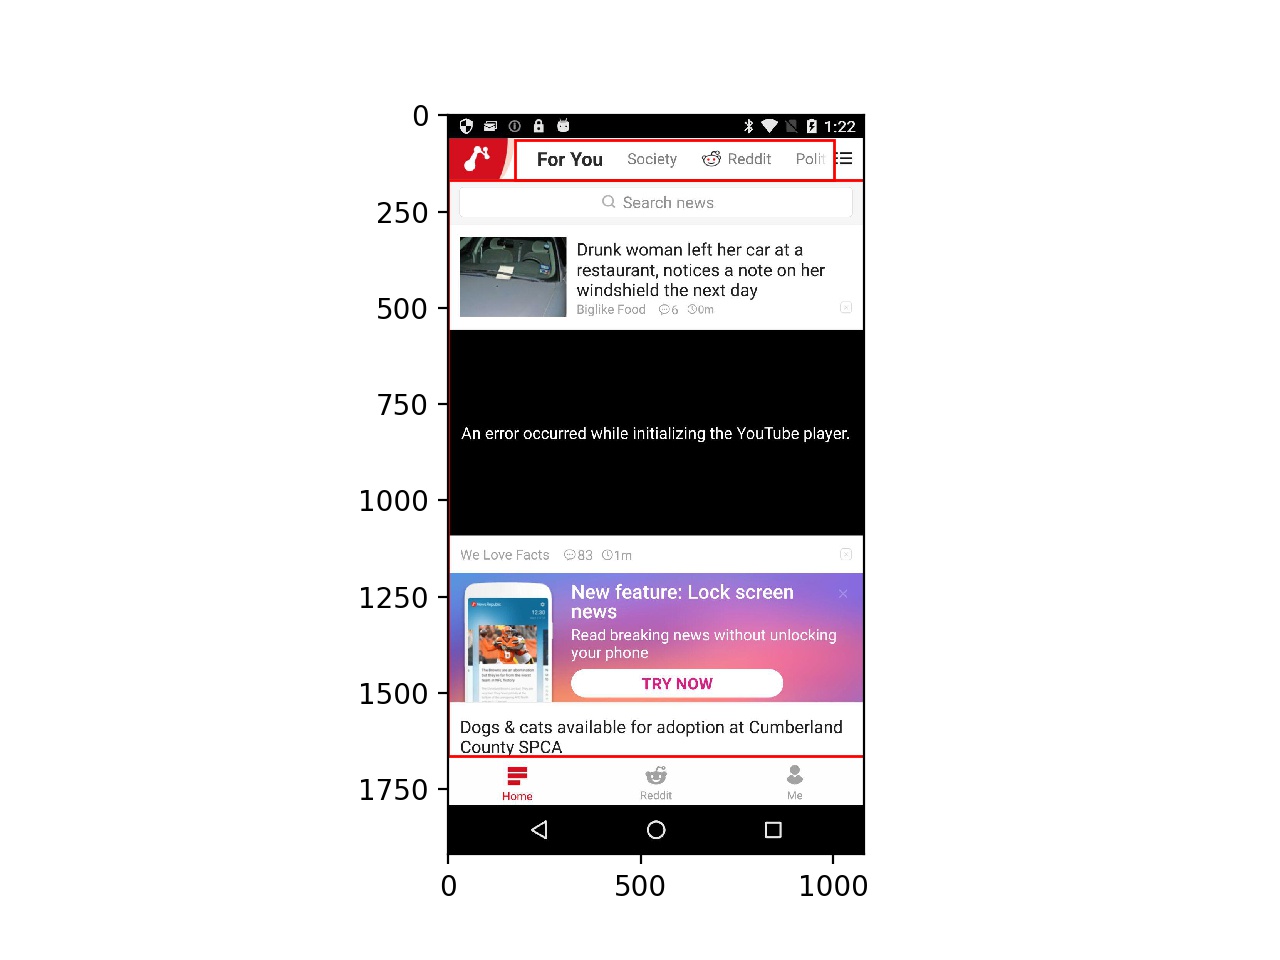 0
250
500
750
1000
1250
1500
1750
0 500 1000
1:22
For You Society Reddit Polit
Search news
Drunk woman left her car at a
restaurant, notices a note on her
windshield the next day
Biglike Food 6 0m
An error occurred while initializing the YouTube player.
We Love Facts 83 1m
News Republic
12:30
New feature: Lock screen
news
Read breaking news without unlocking
your phone
TRY NOW
Dogs & cats available for adoption at Cumberland
County SPCA
Home Reddit Me